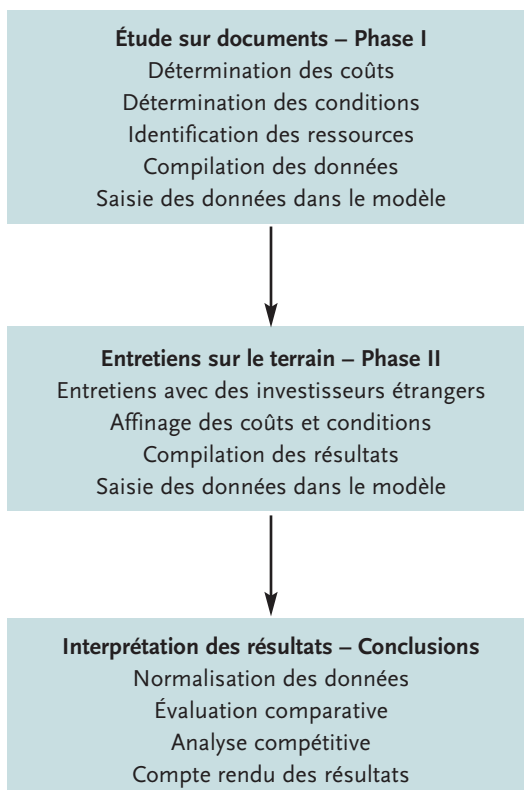 Étude sur documents – Phase I
Détermination des coûts
Détermination des conditions
Identification des ressources
Compilation des données
Saisie des données dans le modèle
Entretiens sur le terrain – Phase II
Entretiens avec des investisseurs étrangers
Affinage des coûts et conditions
Compilation des résultats
Saisie des données dans le modèle
Interprétation des résultats – Conclusions
Normalisation des données
Évaluation comparative
Analyse compétitive
Compte rendu des résultats